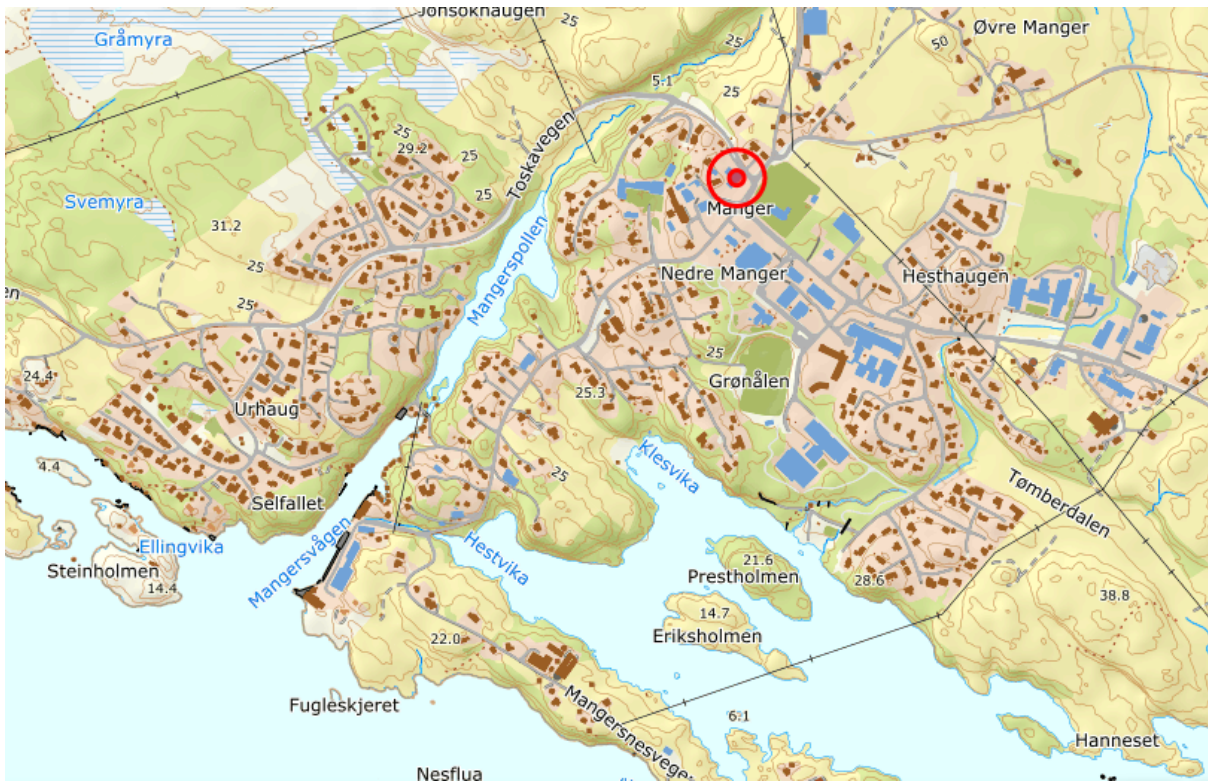 Jonsokhaugen
Gråmyra
Øvre Manger
50
25
5.1
25
25
29.2
25
25
Toskavegen
Svemyra
31.2
Manger
25
Mangerspollen
Nedre Manger
Hesthaugen
25
en
25
24.4
Urhaug
25.3
Grønålen
Klesvika
4.4
25
Selfallet
Tømberdalen
Ellingvika
Mangersvågen
Hestvika
Steinholmen
14.4
21.6
Prestholmen
28.6
38.8
14.7
22.0
Eriksholmen
Fugleskjeret
Mangersnesvegen
6.1
Hanneset
Nesflua